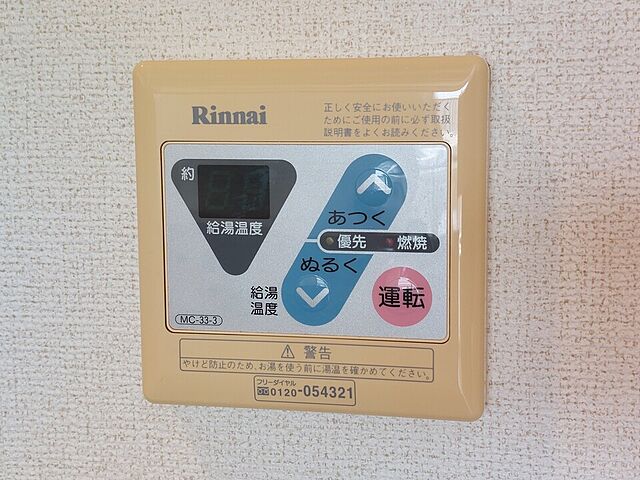 Rinnai
正しく安全にお使いいただく
ためにご使用の前に必ず取扱
説明書をよくお読みください。
約
給湯温度
あつく
優先
燃焼
ぬるく
給湯
温度
運転
MC-33-3
⚠ 警告
やけど防止のため、お湯を使う前に湯温を確かめてください。
フリーダイヤル
0120-054321